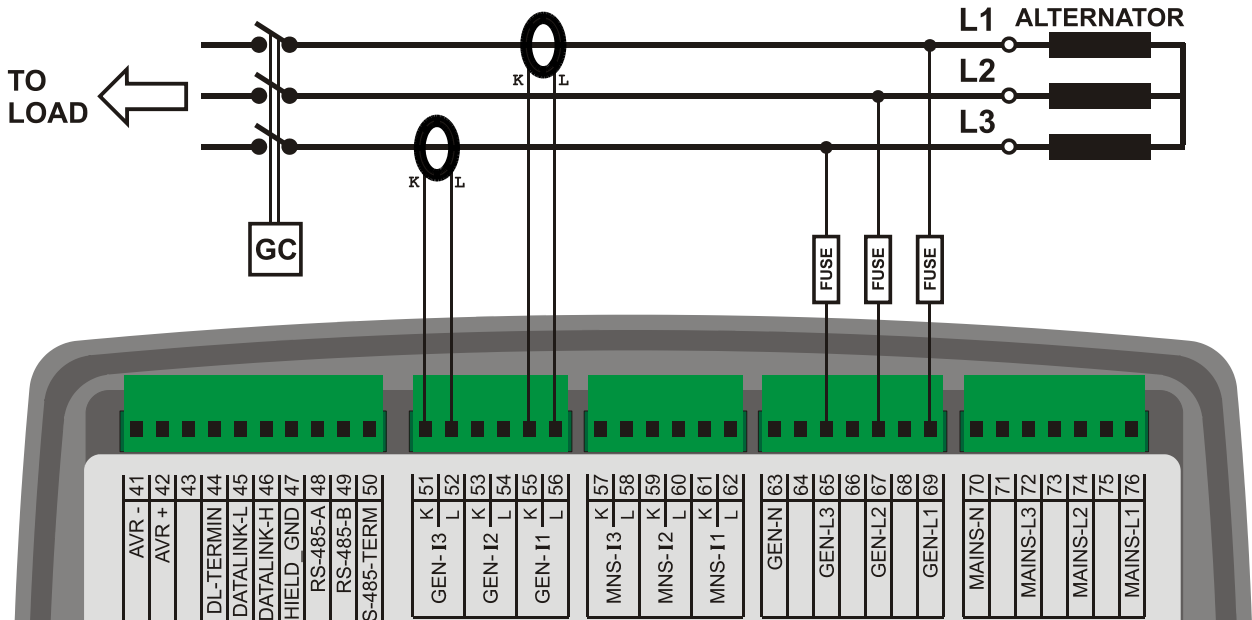 L1 ALTERNATOR
TO
LOAD
K L
L2
L3
K L
GC
FUSE FUSE FUSE
41 42 43 44 45 46 47 48 49 50
AVR -
AVR +
DL-TERMIN
DATALINK-L
DATALINK-H
HIELD_GND
RS-485-A
RS-485-B
S-485-TERM
51 52 53 54 55 56
K L K L K L
GEN-I3 GEN-I2 GEN-I1
57 58 59 60 61 62
K L K L K L
MNS-I3 MNS-I2 MNS-I1
63 64 65 66 67 68 69
GEN-N GEN-L3 GEN-L2 GEN-L1
70 71 72 73 74 75 76
MAINS-N MAINS-L3 MAINS-L2 MAINS-L1